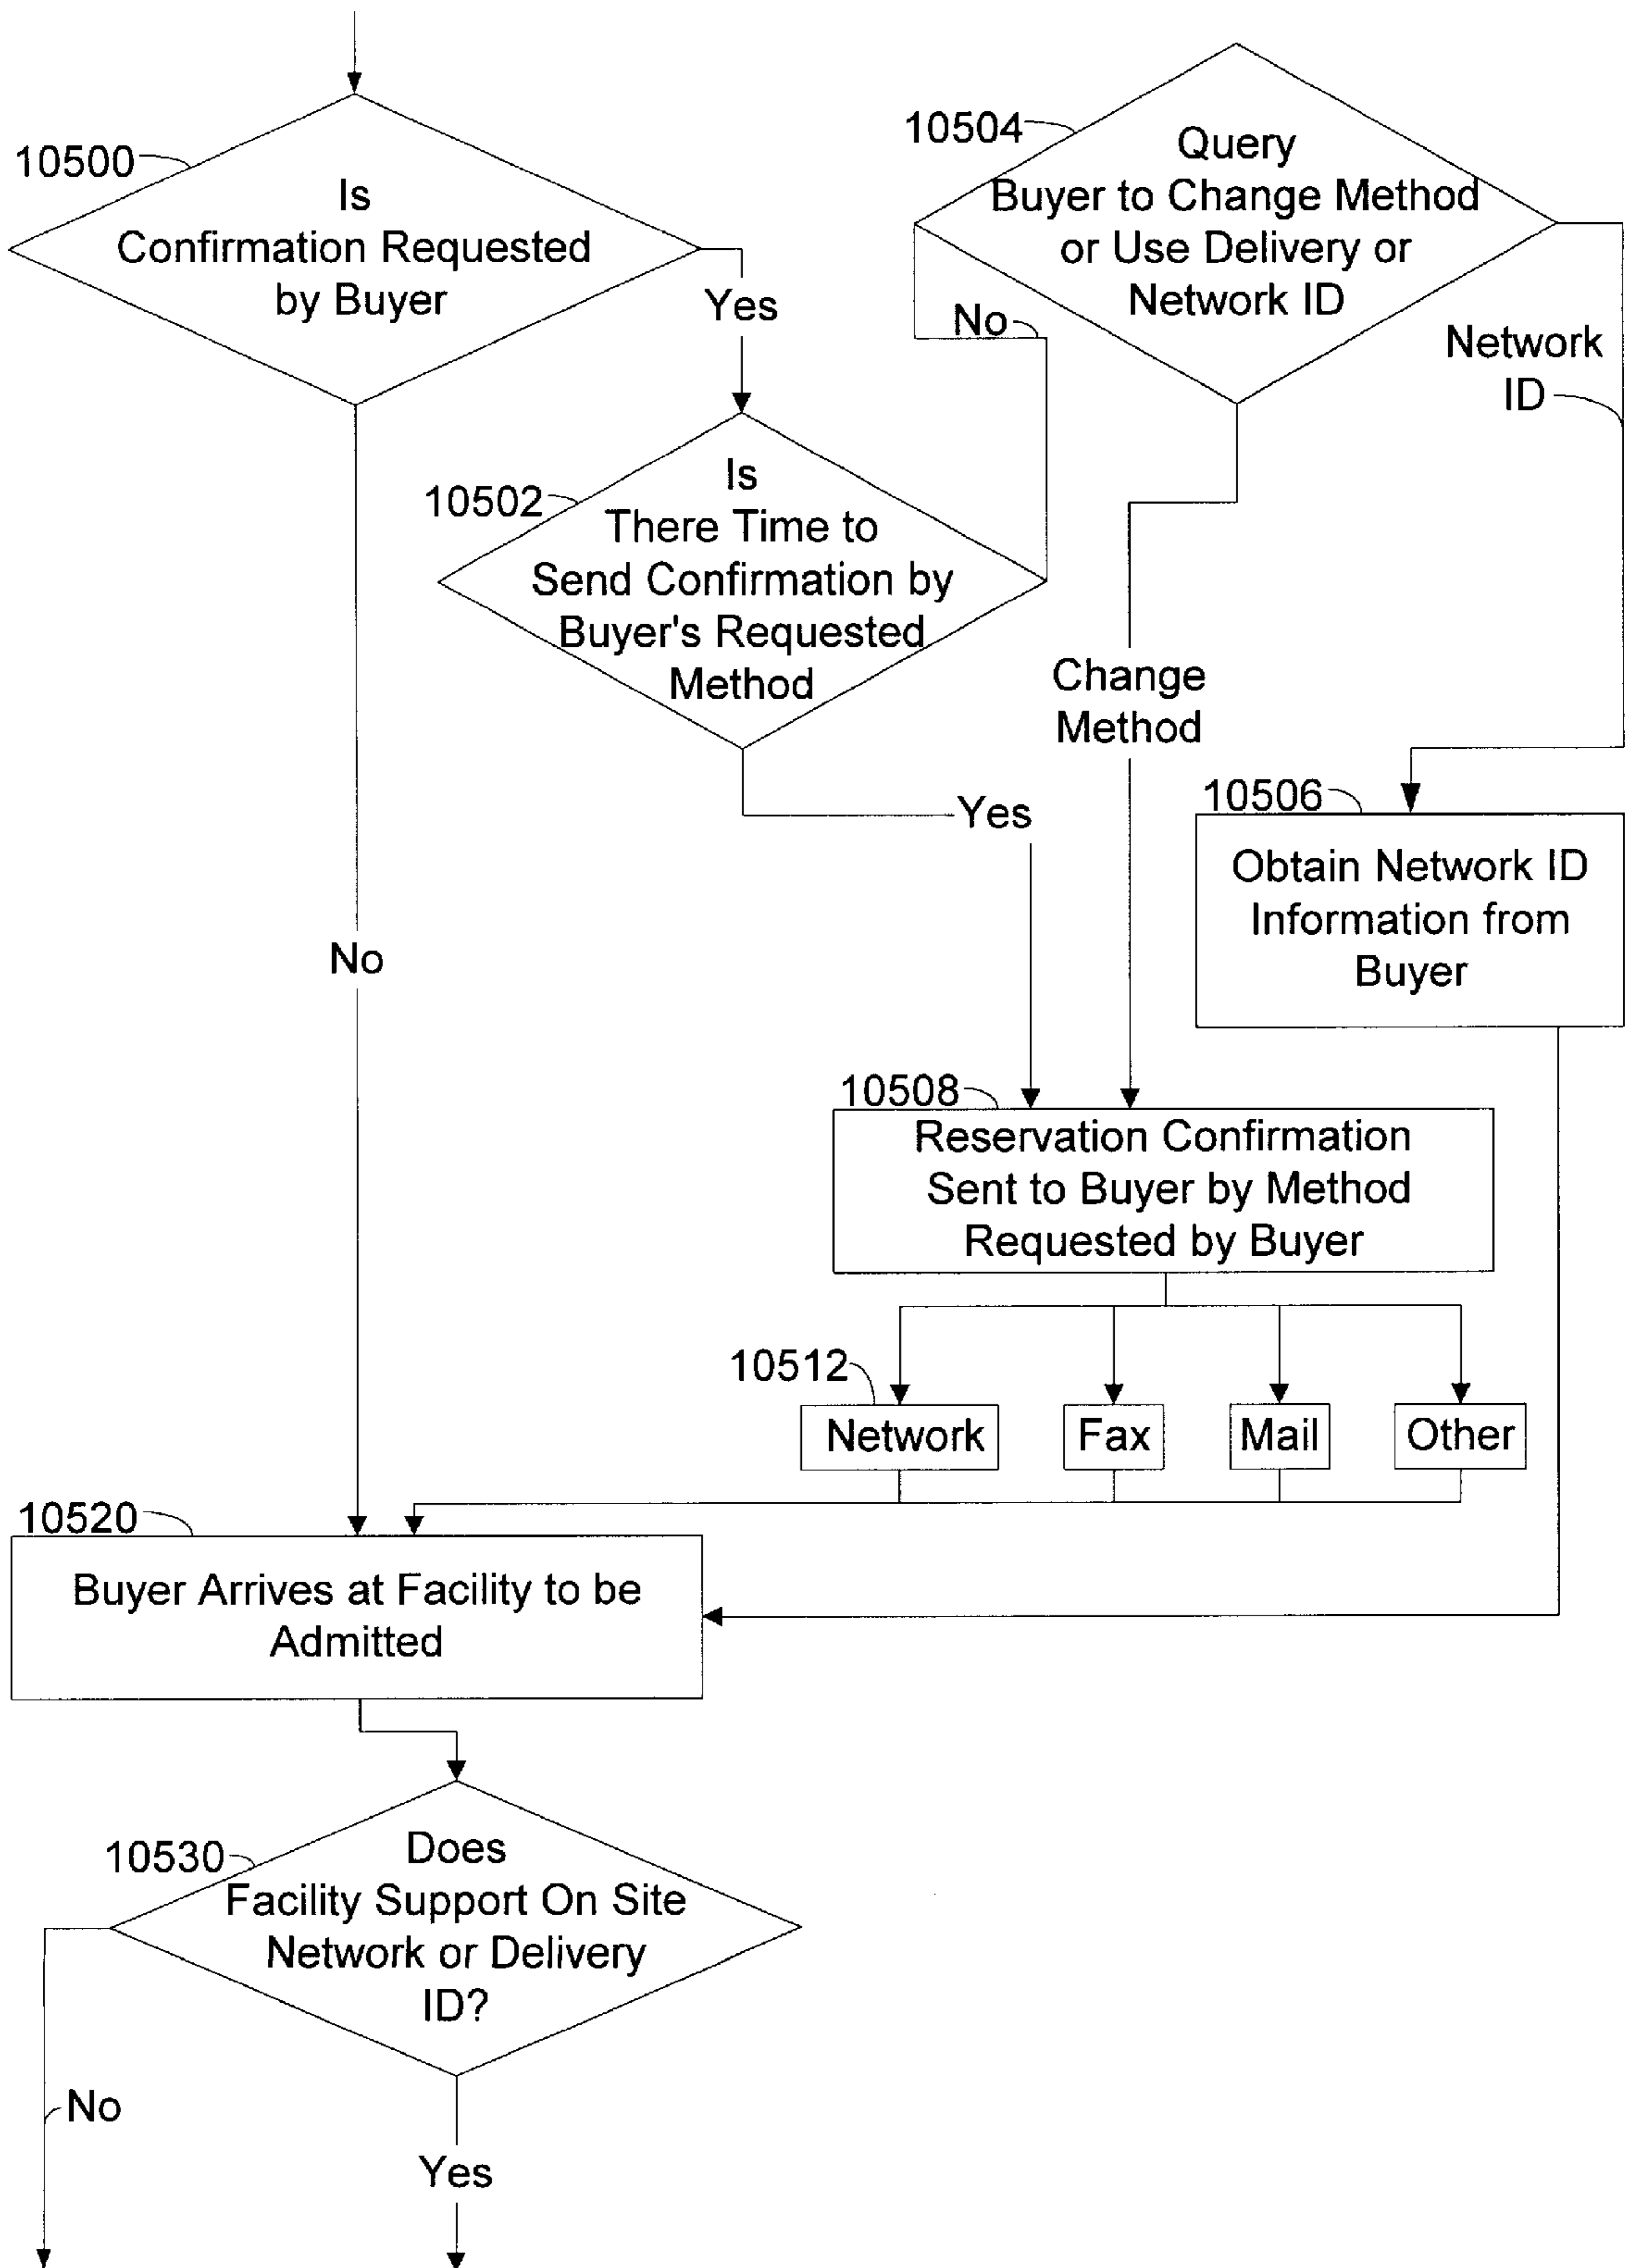 10500
Is
Confirmation Requested
by Buyer
Yes
10504
Query
Buyer to Change Method
or Use Delivery or
Network ID
No
Network
ID
10502
Is
There Time to
Send Confirmation by
Buyer's Requested
Method
Change
Method
Yes
10506
Obtain Network ID
Information from
Buyer
No
10508
Reservation Confirmation
Sent to Buyer by Method
Requested by Buyer
10512
Network
Fax
Mail
Other
10520
Buyer Arrives at Facility to be
Admitted
10530
Does
Facility Support On Site
Network or Delivery
ID?
No
Yes